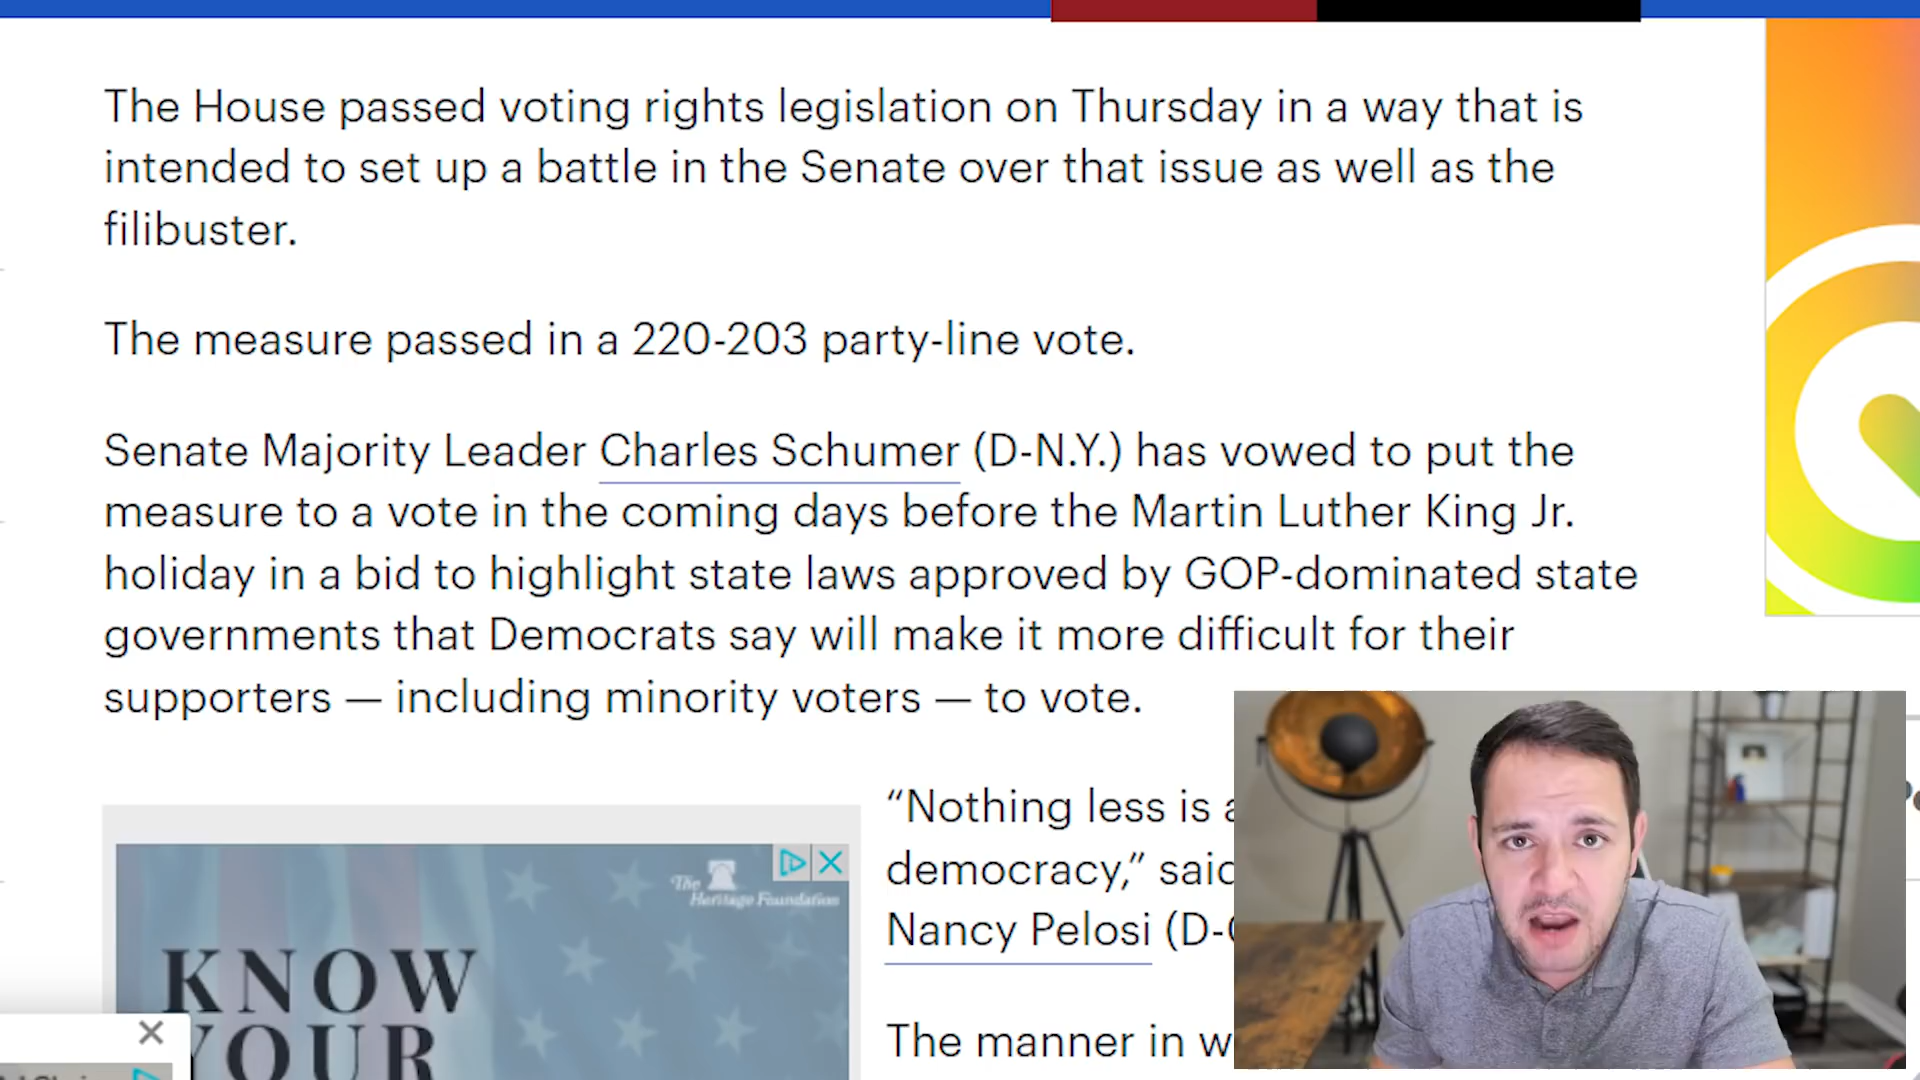 The House passed voting rights legislation on Thursday in a way that is
intended to set up a battle in the Senate over that issue as well as the
filibuster.
The measure passed in a 220-203 party-line vote.
Senate Majority Leader Charles Schumer (D-N.Y.) has vowed to put the
measure to a vote in the coming days before the Martin Luther King Jr.
holiday in a bid to highlight state laws approved by GOP-dominated state
governments that Democrats say will make it more difficult for their
supporters — including minority voters — to vote.
“Nothing less is
democracy,” said
Nancy Pelosi (D-
The manner in w
The
Heritage Foundation
KNOW
YOUR